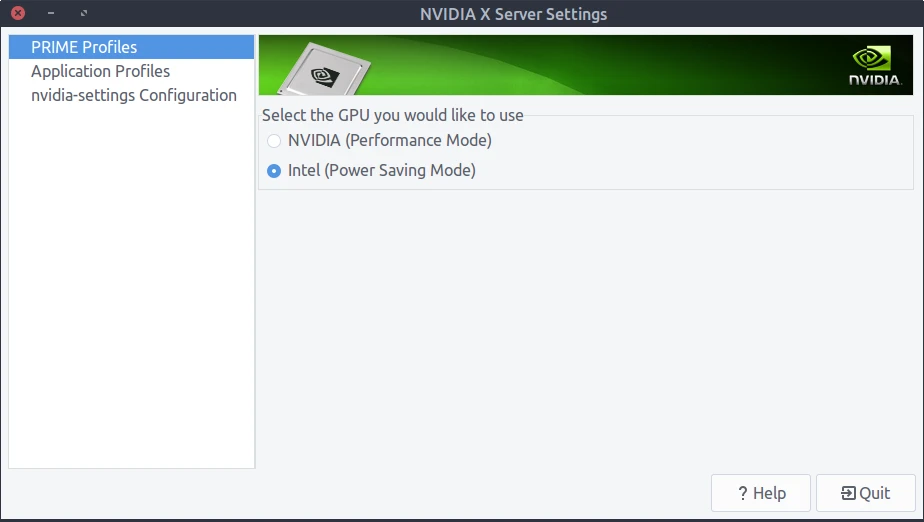 NVIDIA X Server Settings
PRIME Profiles
Application Profiles
nvidia-settings Configuration
NVIDIA.
Select the GPU you would like to use
NVIDIA (Performance Mode)
Intel (Power Saving Mode)
? Help
Quit